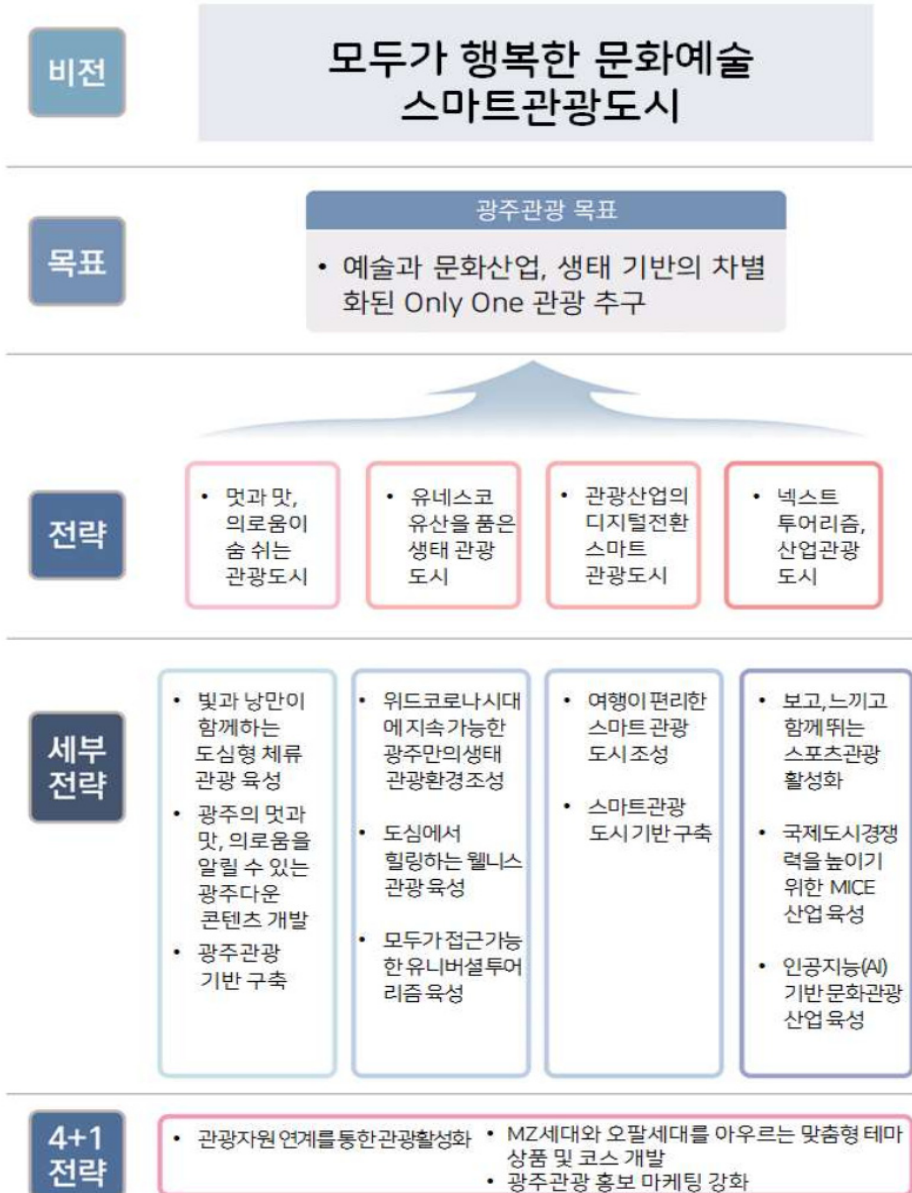 비전
모두가 행복한 문화예술
스마트관광도시
목표
광주관광 목표
• 예술과 문화산업, 생태 기반의 차별
화된 Only One 관광 추구
전략
• 멋과 맛,
의로움이
숨 쉬는
관광도시
• 유네스코
유산을 품은
생태 관광
도시
• 관광산업의
디지털전환
스마트
관광도시
• 넥스트
투어리즘,
산업관광
도시
세부
전략
• 빛과 낭만이
함께하는
도심형 체류
관광 육성
• 광주의 멋과
맛, 의로움을
알릴 수 있는
광주다운
콘텐츠 개발
• 광주관광
기반 구축
• 위드코로나시대
에 지속 가능한
광주만의 생태
관광환경조성
• 도심에서
힐링하는 웰니스
관광 육성
• 모두가 접근가능
한 유니버셜 투어
리즘 육성
• 여행이 편리한
스마트 관광
도시 조성
• 스마트관광
도시 기반 구축
• 보고,느끼고
함께 뛰는
스포츠관광
활성화
• 국제도시경쟁
력을 높이기
위한 MICE
산업 육성
• 인공지능(AI)
기반 문화관광
산업 육성
4+1
전략
• 관광자원 연계를 통한 관광활성화
• MZ세대와 오팔세대를 아우르는 맞춤형 테마
상품 및 코스 개발
• 광주관광 홍보 마케팅 강화